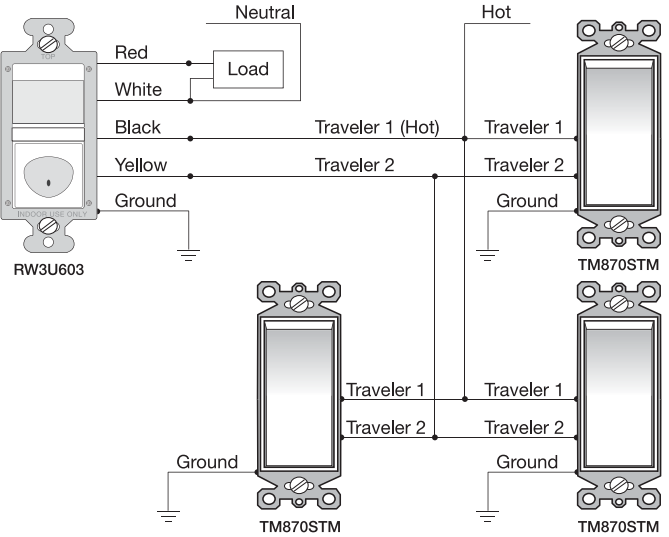 Neutral
Hot
TOP
Red
Load
White
Black
Traveler 1 (Hot)
Traveler 1
Yellow
Traveler 2
Traveler 2
Ground
Ground
INDOOR USE ONLY
RW3U603
TM870STM
Traveler 1
Traveler 1
Traveler 2
Traveler 2
Ground
Ground
TM870STM
TM870STM